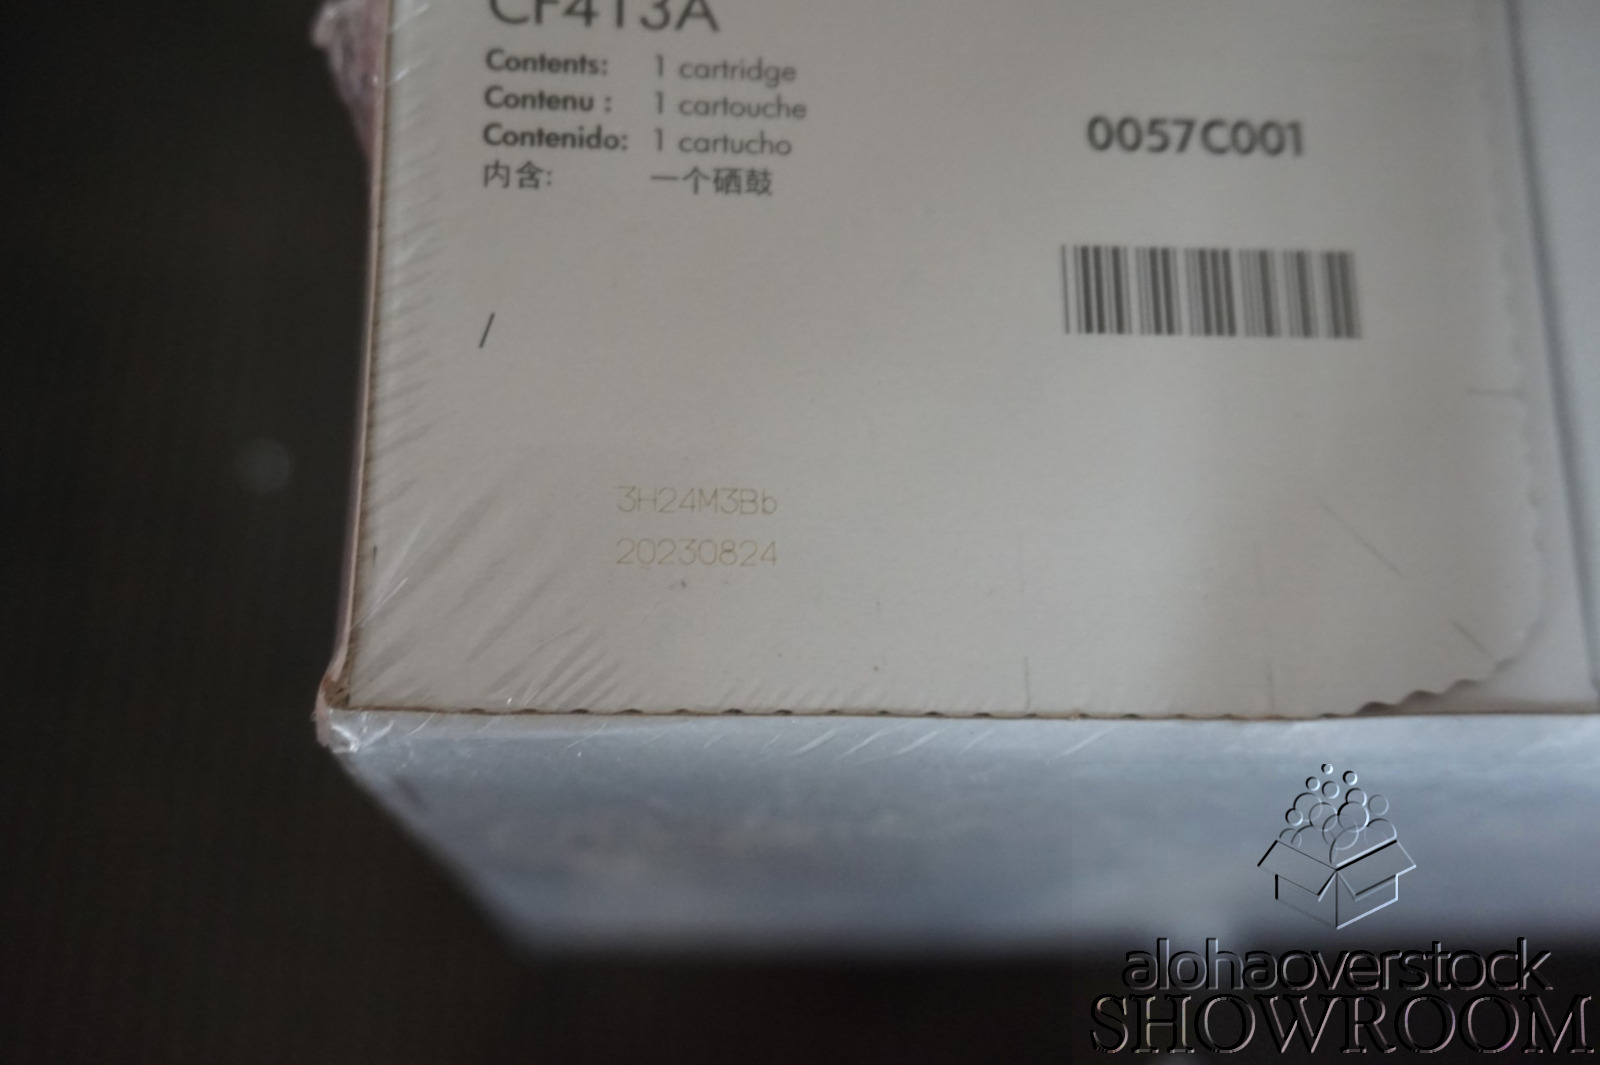 CF413A
Contents: 1 cartridge
Contenu : 1 cartouche
Contenido: 1 cartucho
内含: 一个硒鼓
0057C001
/
3H24M3Bb
20230824
alohaoverstock
SHOWROOM